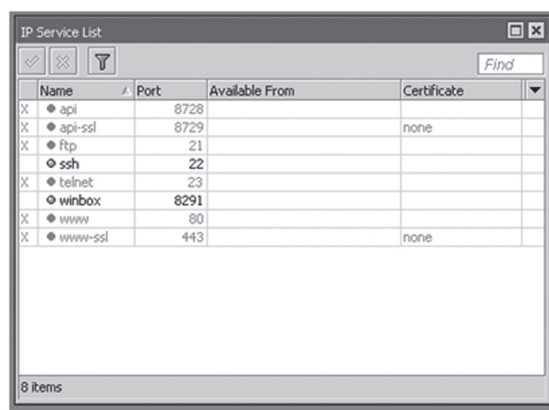 IP Service List
Find
Name Port Available From Certificate
X api 8728
X api-ssl 8729 none
X ftp 21
ssh 22
X telnet 23
winbox 8291
X www 80
X www-ssl 443 none
8 items